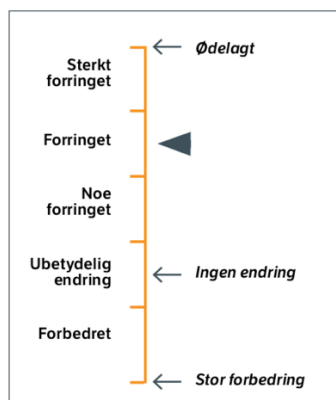 Ødelagt
Sterkt
forringet
Forringet
Noe
forringet
Ubetydelig
endring
Ingen endring
Forbedret
Stor forbedring